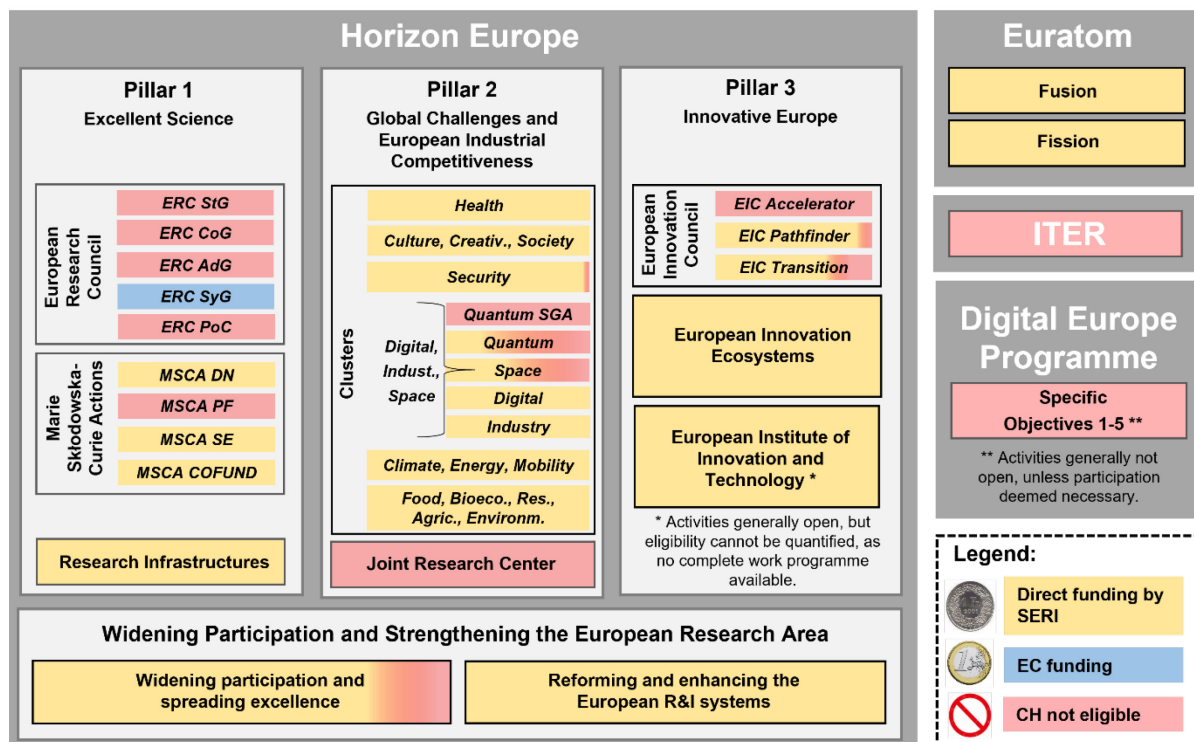 Horizon Europe
Pillar 1
Excellent Science
European
Research
Council
ERC StG
ERC CoG
ERC AdG
ERC SyG
ERC PoC
Marie
Skłodowska-
Curie Actions
MSCA DN
MSCA PF
MSCA SE
MSCA COFUND
Research Infrastructures
Pillar 2
Global Challenges and
European Industrial
Competitiveness
Clusters
Health
Culture, Creativ., Society
Security
Digital,
Indust.,
Space
Quantum SGA
Quantum
Space
Digital
Industry
Climate, Energy, Mobility
Food, Bioeco., Res.,
Agric., Environm.
Joint Research Center
Pillar 3
Innovative Europe
European
Innovation
Council
EIC Accelerator
EIC Pathfinder
EIC Transition
European Innovation
Ecosystems
European Institute of
Innovation and
Technology *
* Activities generally open, but
eligibility cannot be quantified, as
no complete work programme
available.
Widening Participation and Strengthening the European Research Area
Widening participation and
spreading excellence
Reforming and enhancing the
European R&I systems
Euratom
Fusion
Fission
ITER
Digital Europe
Programme
Specific
Objectives 1-5 **
** Activities generally not
open, unless participation
deemed necessary.
Legend:
Direct funding by
SERI
EC funding
CH not eligible